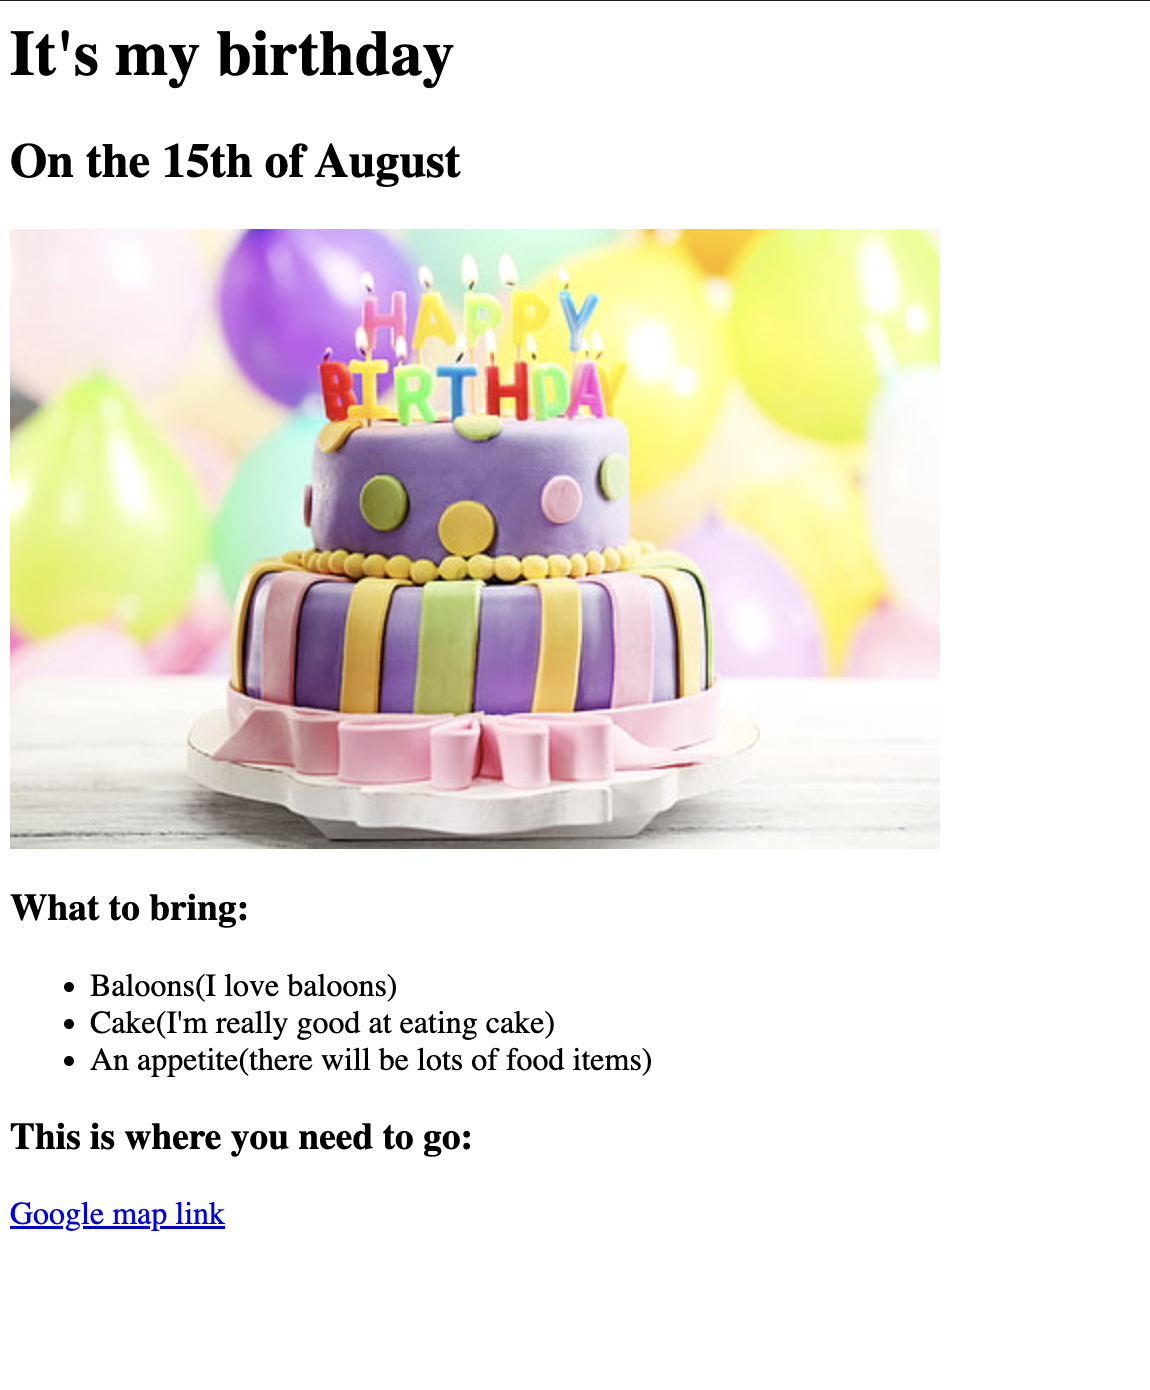 It's my birthday
On the 15th of August
HAPPY
BIRTHDAY
What to bring:
Baloons(I love baloons)
Cake(I'm really good at eating cake)
An appetite(there will be lots of food items)
This is where you need to go:
Google map link